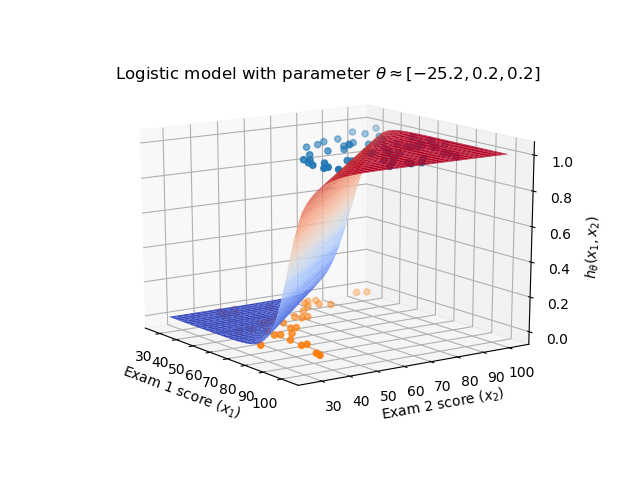 Logistic model with parameter θ ≈ [−25.2, 0.2, 0.2]
1.0
0.8
0.6
0.4
0.2
0.0
h_θ(x₁, x₂)
30 40 50 60 70 80 90 100
Exam 1 score (x₁)
30 40 50 60 70 80 90 100
Exam 2 score (x₂)